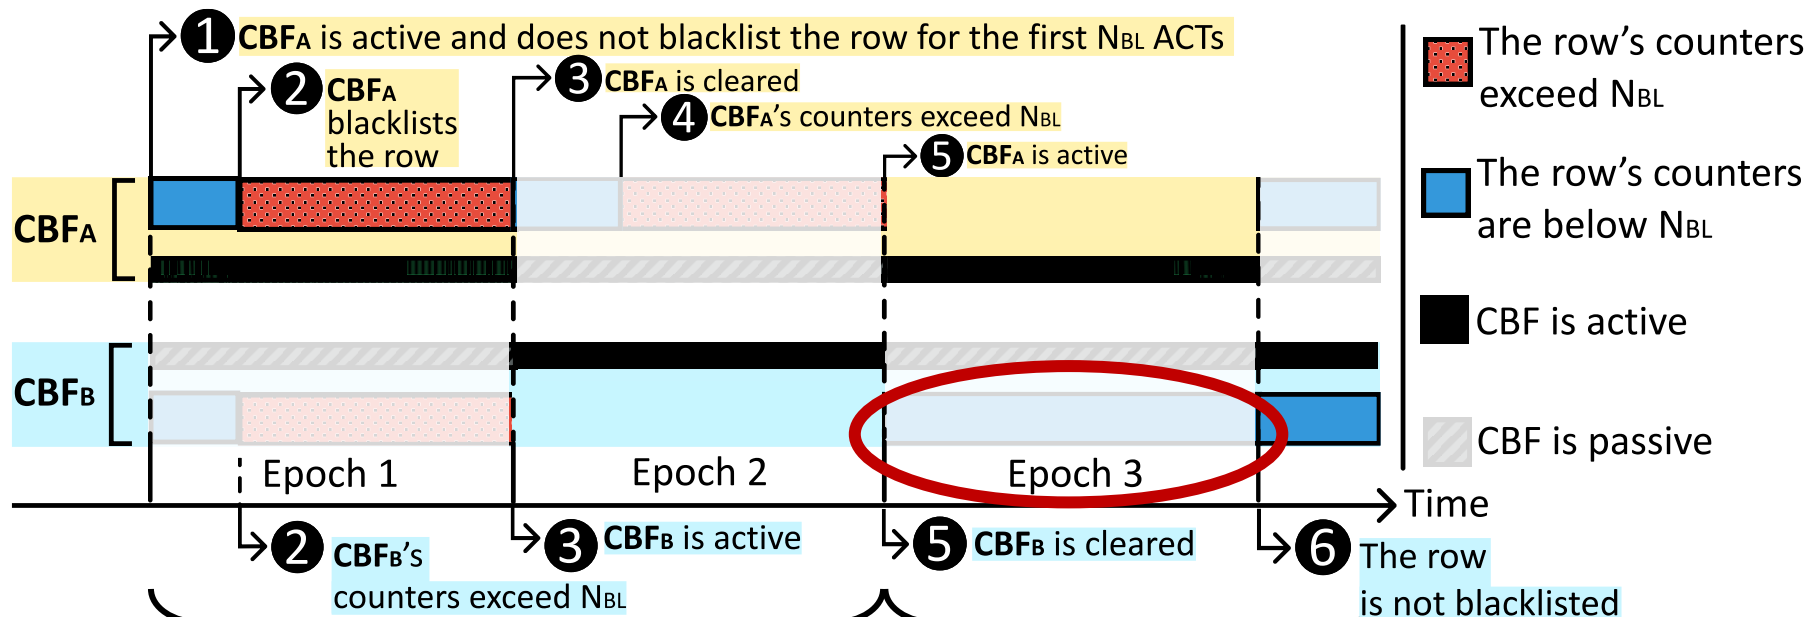 1 CBFA is active and does not blacklist the row for the first NBL ACTs
2 CBFA
blacklists
the row
3 CBFA is cleared
4 CBFA's counters exceed NBL
5 CBFA is active
CBFA
CBFB
Epoch 1
Epoch 2
Epoch 3
Time
2 CBFB's
counters exceed NBL
3 CBFB is active
5 CBFB is cleared
6 The row
is not blacklisted
The row's counters
exceed NBL
The row's counters
are below NBL
CBF is active
CBF is passive